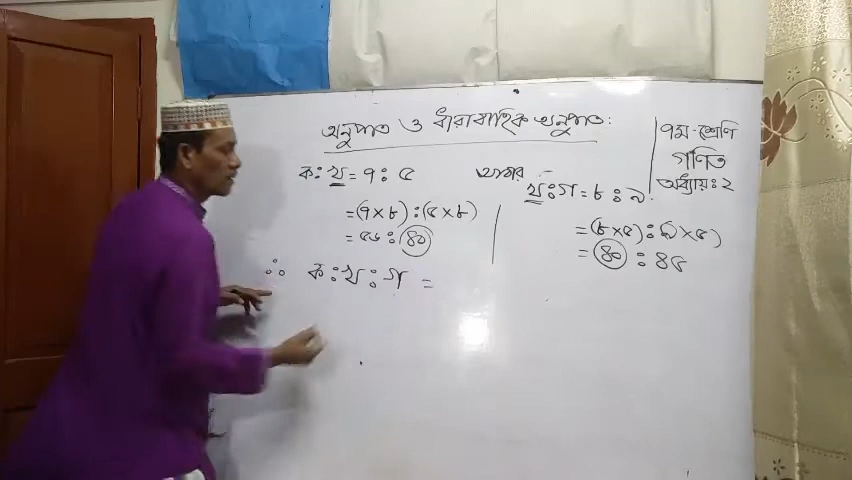 অনুপাত ও ধারাবাহিক অনুপাত:
৭ম-শ্রেণি
গণিত
অধ্যায়ঃ ২
কঃখ = ৭ঃ ৫
= (৭×৮)ঃ(৫×৮)
= ৫৬ঃ ৪০
আবার
খঃগ = ৮ঃ৯
= (৮×৫)ঃ(৯×৫)
= ৪০ঃ ৪৫
∴ কঃখঃগ =